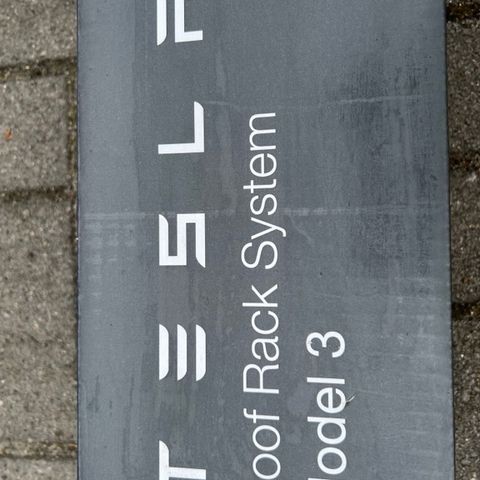 TESLA
oof Rack System
odel 3